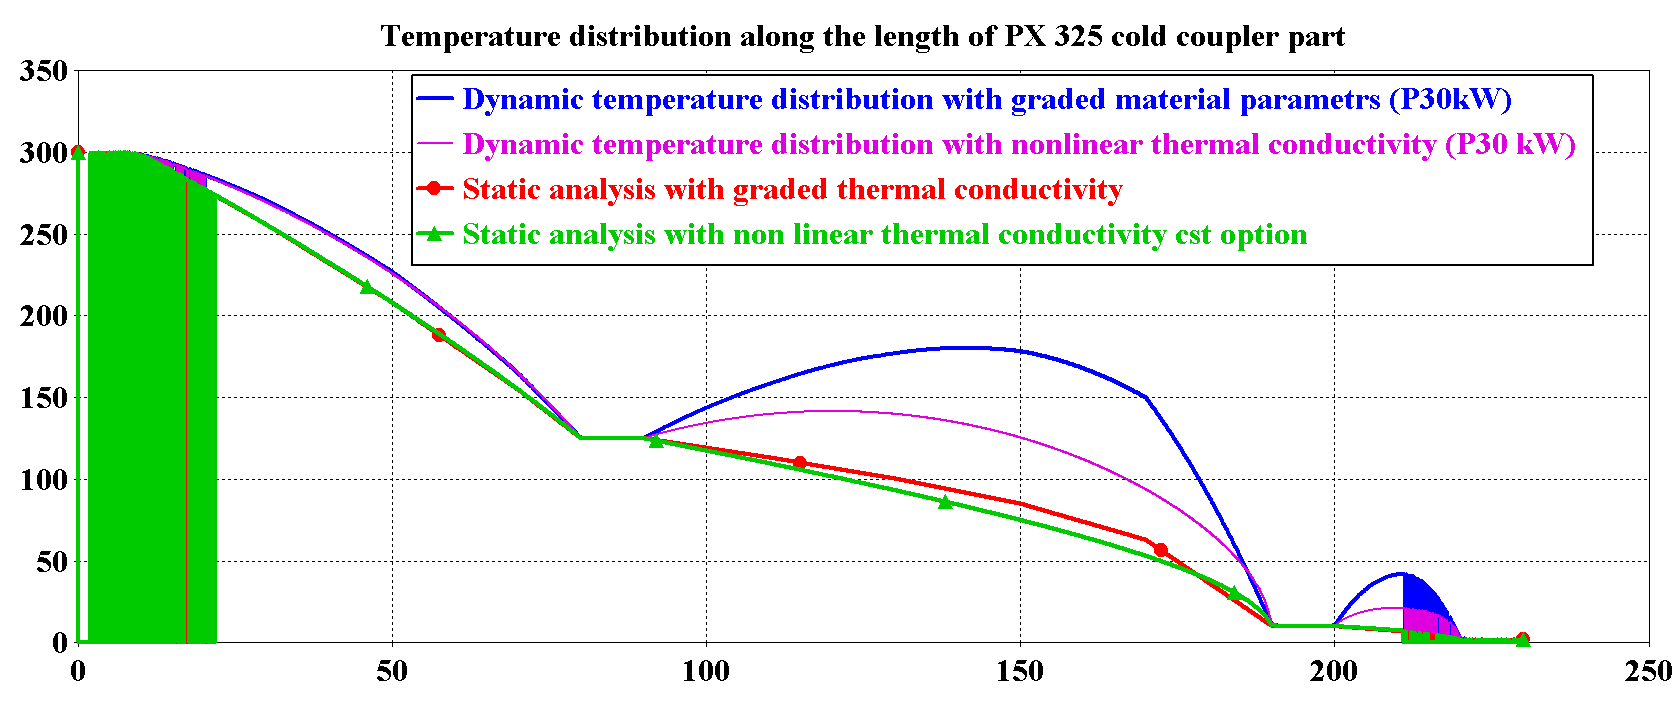 Temperature distribution along the length of PX 325 cold coupler part
350
Dynamic temperature distribution with graded material parametrs (P30kW)
Dynamic temperature distribution with nonlinear thermal conductivity (P30 kW)
Static analysis with graded thermal conductivity
Static analysis with non linear thermal conductivity cst option
300
250
200
150
100
50
0
0 50 100 150 200 250